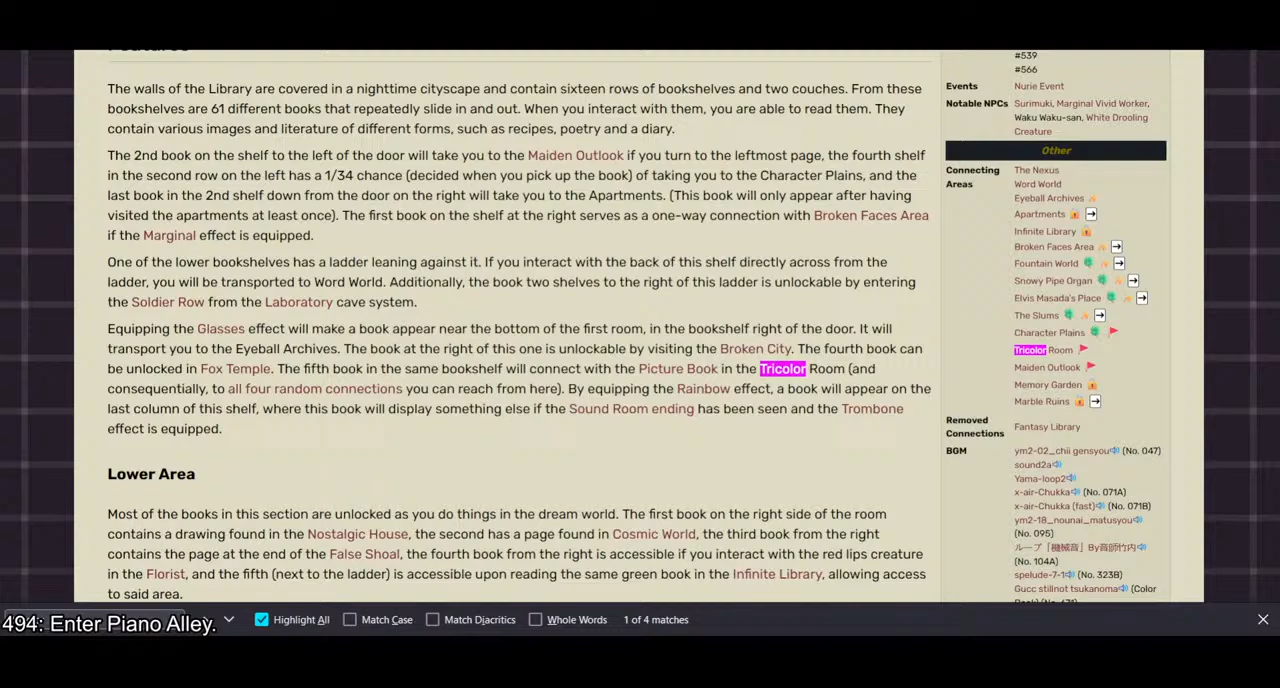 The walls of the Library are covered in a nighttime cityscape and contain sixteen rows of bookshelves and two couches. From these
bookshelves are 61 different books that repeatedly slide in and out. When you interact with them, you are able to read them. They
contain various images and literature of different forms, such as recipes, poetry and a diary.
The 2nd book on the shelf to the left of the door will take you to the Maiden Outlook if you turn to the leftmost page, the fourth shelf
in the second row on the left has a 1/34 chance (decided when you pick up the book) of taking you to the Character Plains, and the
last book in the 2nd shelf down from the door on the right will take you to the Apartments. (This book will only appear after having
visited the apartments at least once). The first book on the shelf at the right serves as a one-way connection with Broken Faces Area
if the Marginal effect is equipped.
One of the lower bookshelves has a ladder leaning against it. If you interact with the back of this shelf directly across from the
ladder, you will be transported to Word World. Additionally, the book two shelves to the right of this ladder is unlockable by entering
the Soldier Row from the Laboratory cave system.
Equipping the Glasses effect will make a book appear near the bottom of the first room, in the bookshelf right of the door. It will
transport you to the Eyeball Archives. The book at the right of this one is unlockable by visiting the Broken City. The fourth book can
be unlocked in Fox Temple. The fifth book in the same bookshelf will connect with the Picture Book in the Tricolor Room (and
consequentially, to all four random connections you can reach from here). By equipping the Rainbow effect, a book will appear on the
last column of this shelf, where this book will display something else if the Sound Room ending has been seen and the Trombone
effect is equipped.
Lower Area
Most of the books in this section are unlocked as you do things in the dream world. The first book on the right side of the room
contains a drawing found in the Nostalgic House, the second has a page found in Cosmic World, the third book from the right
contains the page at the end of the False Shoal, the fourth book from the right is accessible if you interact with the red lips creature
in the Florist, and the fifth (next to the ladder) is accessible upon reading the same green book in the Infinite Library, allowing access
to said area.
#539
#566
Events
Nurie Event
Notable NPCs
Surimuki, Marginal Vivid Worker,
Waku Waku-san, White Drooling
Creature
Other
Connecting
Areas
The Nexus
Word World
Eyeball Archives
Apartments
Infinite Library
Broken Faces Area
Fountain World
Snowy Pipe Organ
Elvis Masada's Place
The Slums
Character Plains
Tricolor Room
Maiden Outlook
Memory Garden
Marble Ruins
Removed
Connections
Fantasy Library
BGM
ym2-02_chii gensyou (No. 047)
sound2a
Yama-loop2
x-air-Chukka (No. 071A)
x-air-Chukka (fast) (No. 071B)
ym2-18_nounai_matusyou
(No. 095)
ループ「機械音」By音師竹内
(No. 104A)
spelude-7-1 (No. 323B)
Gucc stillnot tsukanoma (Color
494: Enter Piano Alley.
Highlight All
Match Case
Match Diacritics
Whole Words
1 of 4 matches